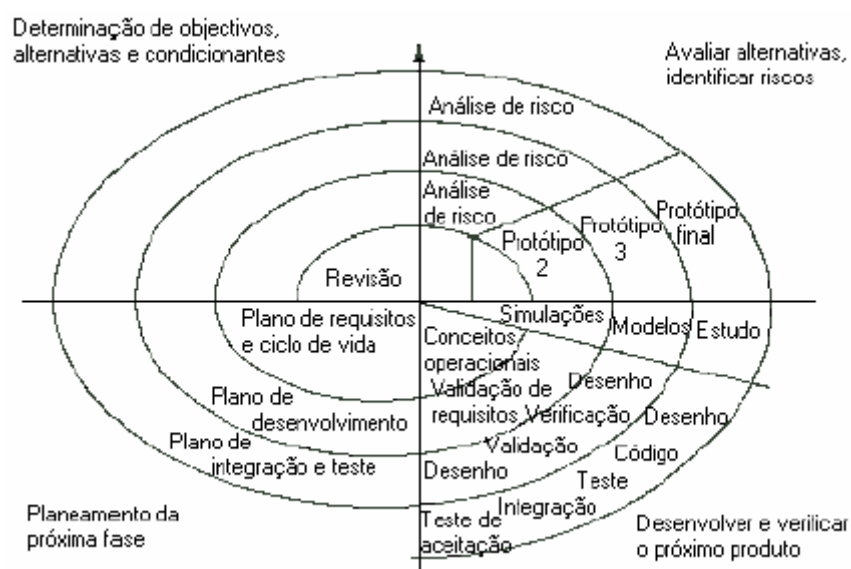 Determinação de objectivos,
alternativas e condicionantes
Avaliar alternativas,
identificar riscos
Análise de risco
Análise de risco
Análise
de risco
Protótipo
2
Protótipo
3
Protótipo
final
Revisão
Plano de requisitos
e ciclo de vida
Simulações
Modelos
Estudo
Conceitos
operacionais
Validação de
requisitos
Desenho
Verificação
Desenho
Plano de
desenvolvimento
Plano de
integração e teste
Validação
Código
Desenho
Teste
Integração
Teste de
aceitação
Planeamento da
próxima fase
Desenvolver e verificar
o próximo produto